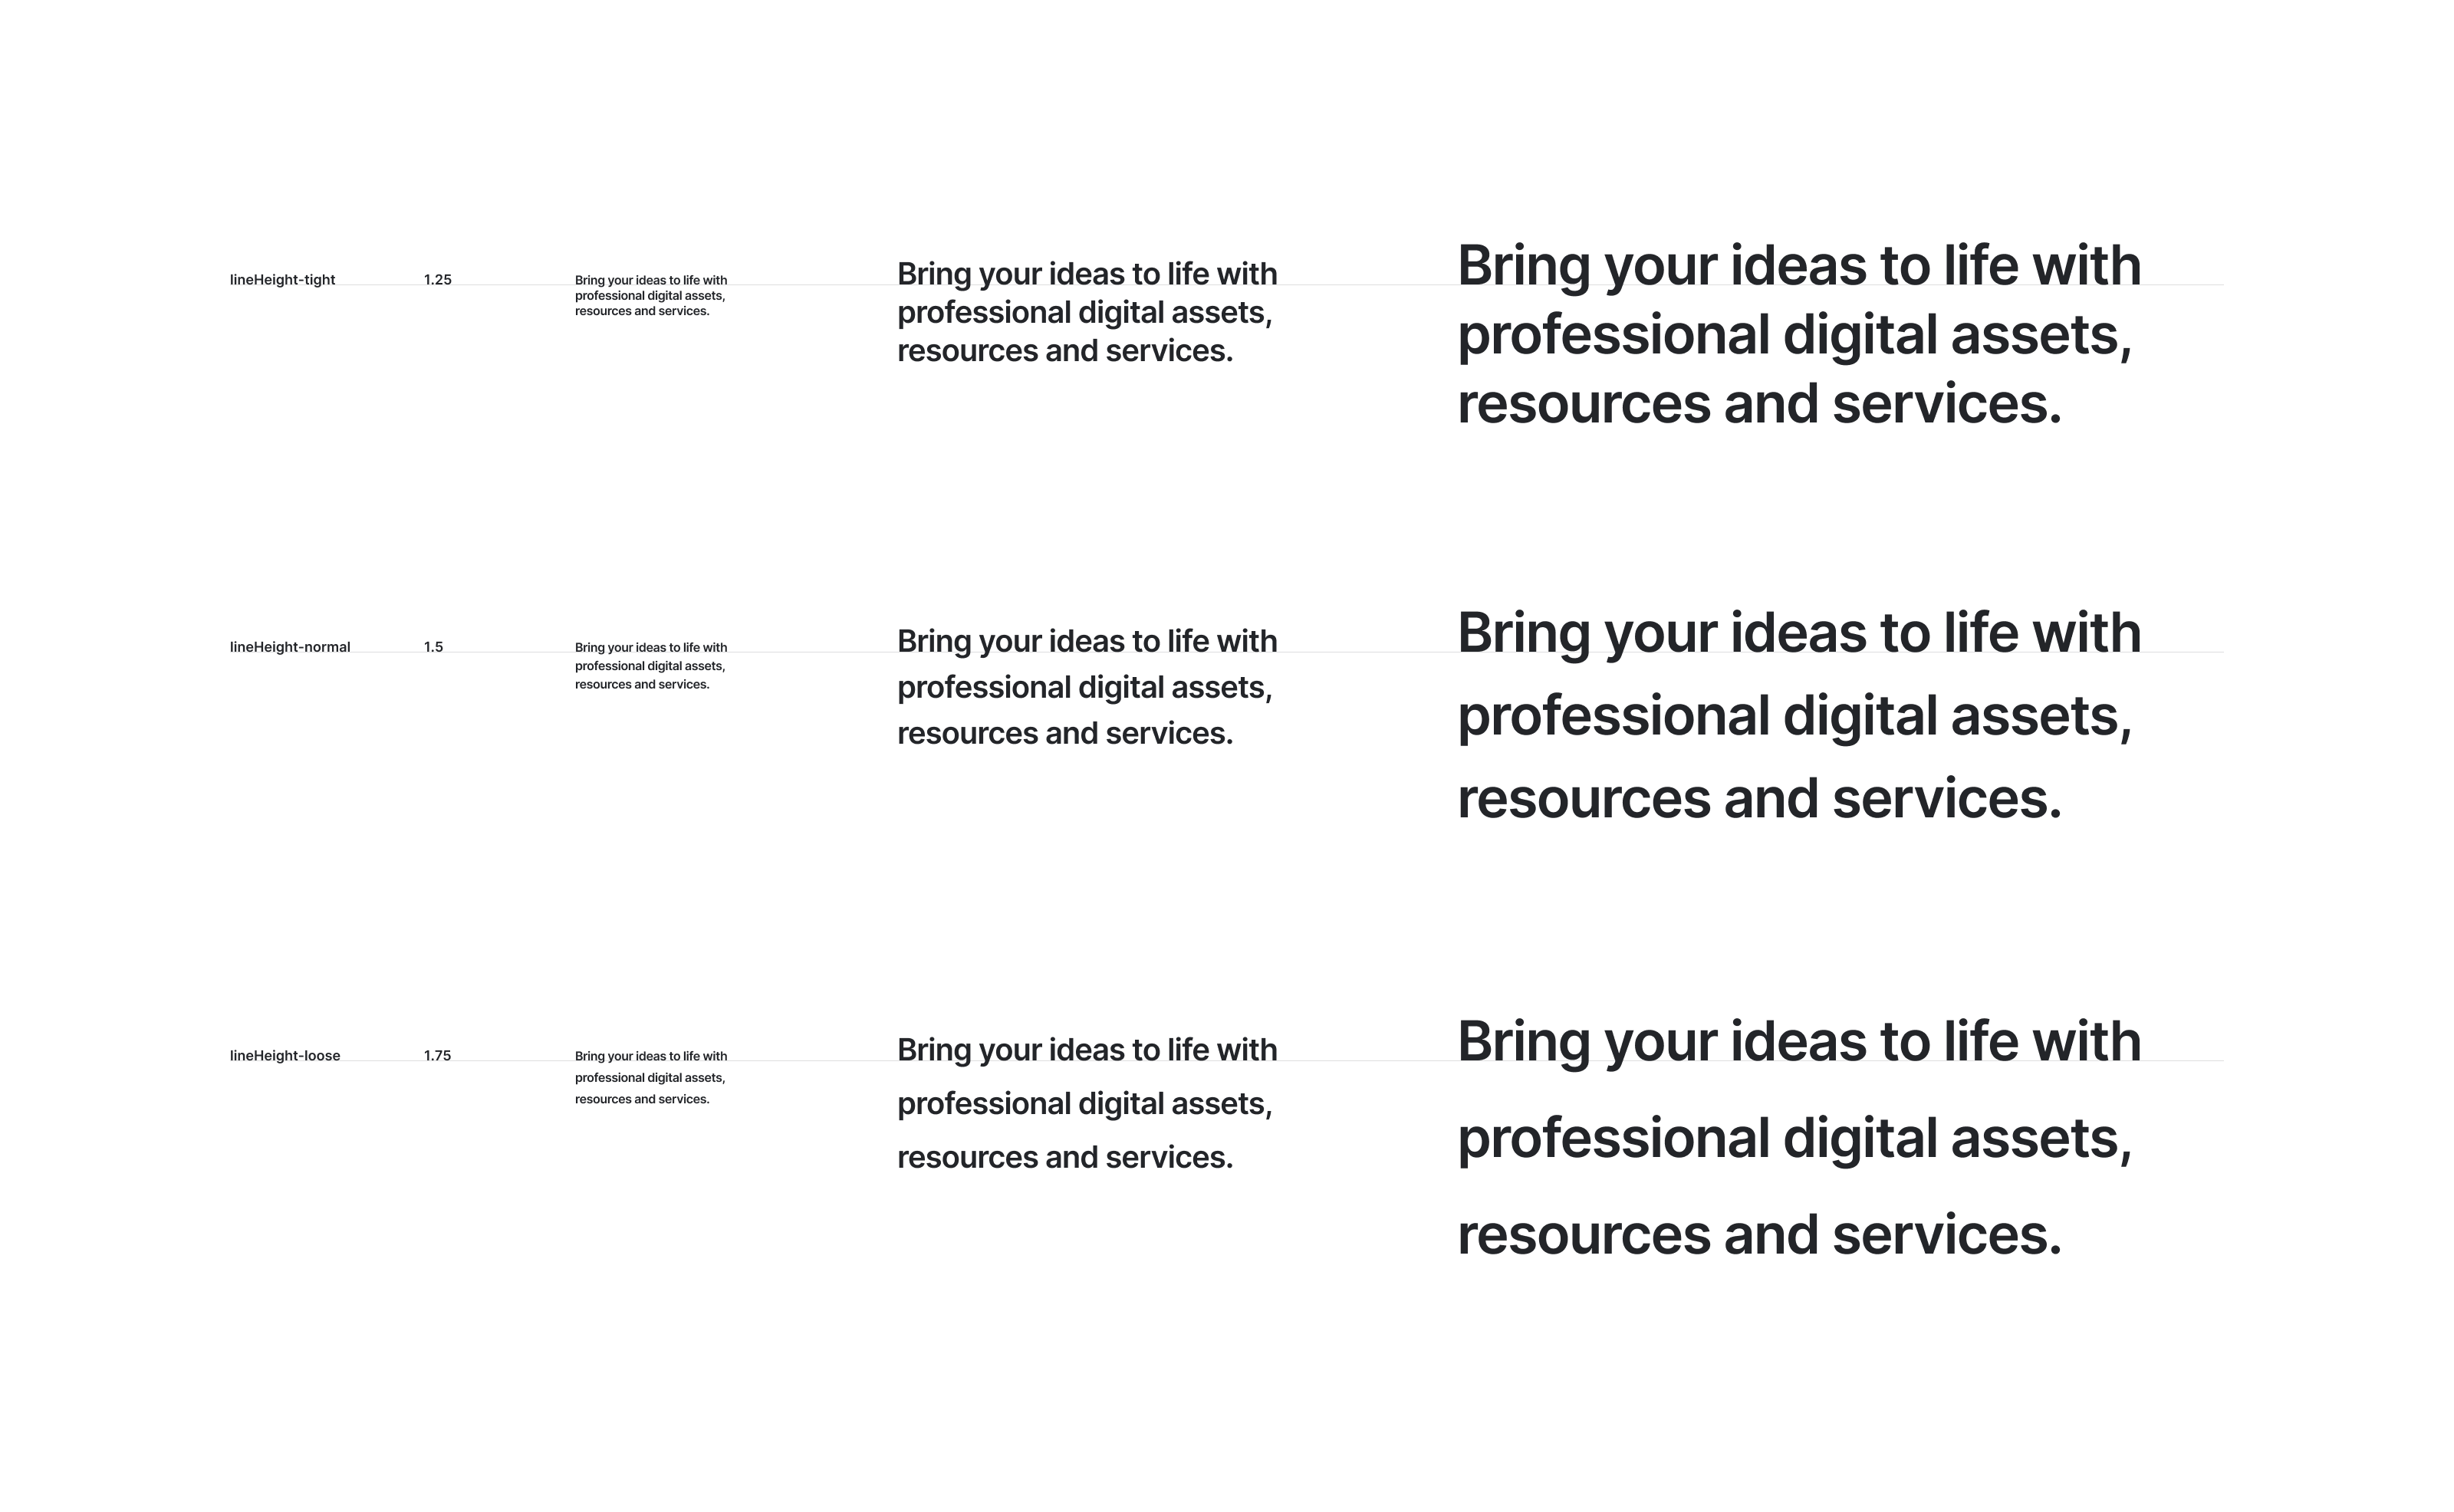 lineHeight-tight
1.25
Bring your ideas to life with
professional digital assets,
resources and services.
Bring your ideas to life with
professional digital assets,
resources and services.
Bring your ideas to life with
professional digital assets,
resources and services.
lineHeight-normal
1.5
Bring your ideas to life with
professional digital assets,
resources and services.
Bring your ideas to life with
professional digital assets,
resources and services.
Bring your ideas to life with
professional digital assets,
resources and services.
lineHeight-loose
1.75
Bring your ideas to life with
professional digital assets,
resources and services.
Bring your ideas to life with
professional digital assets,
resources and services.
Bring your ideas to life with
professional digital assets,
resources and services.